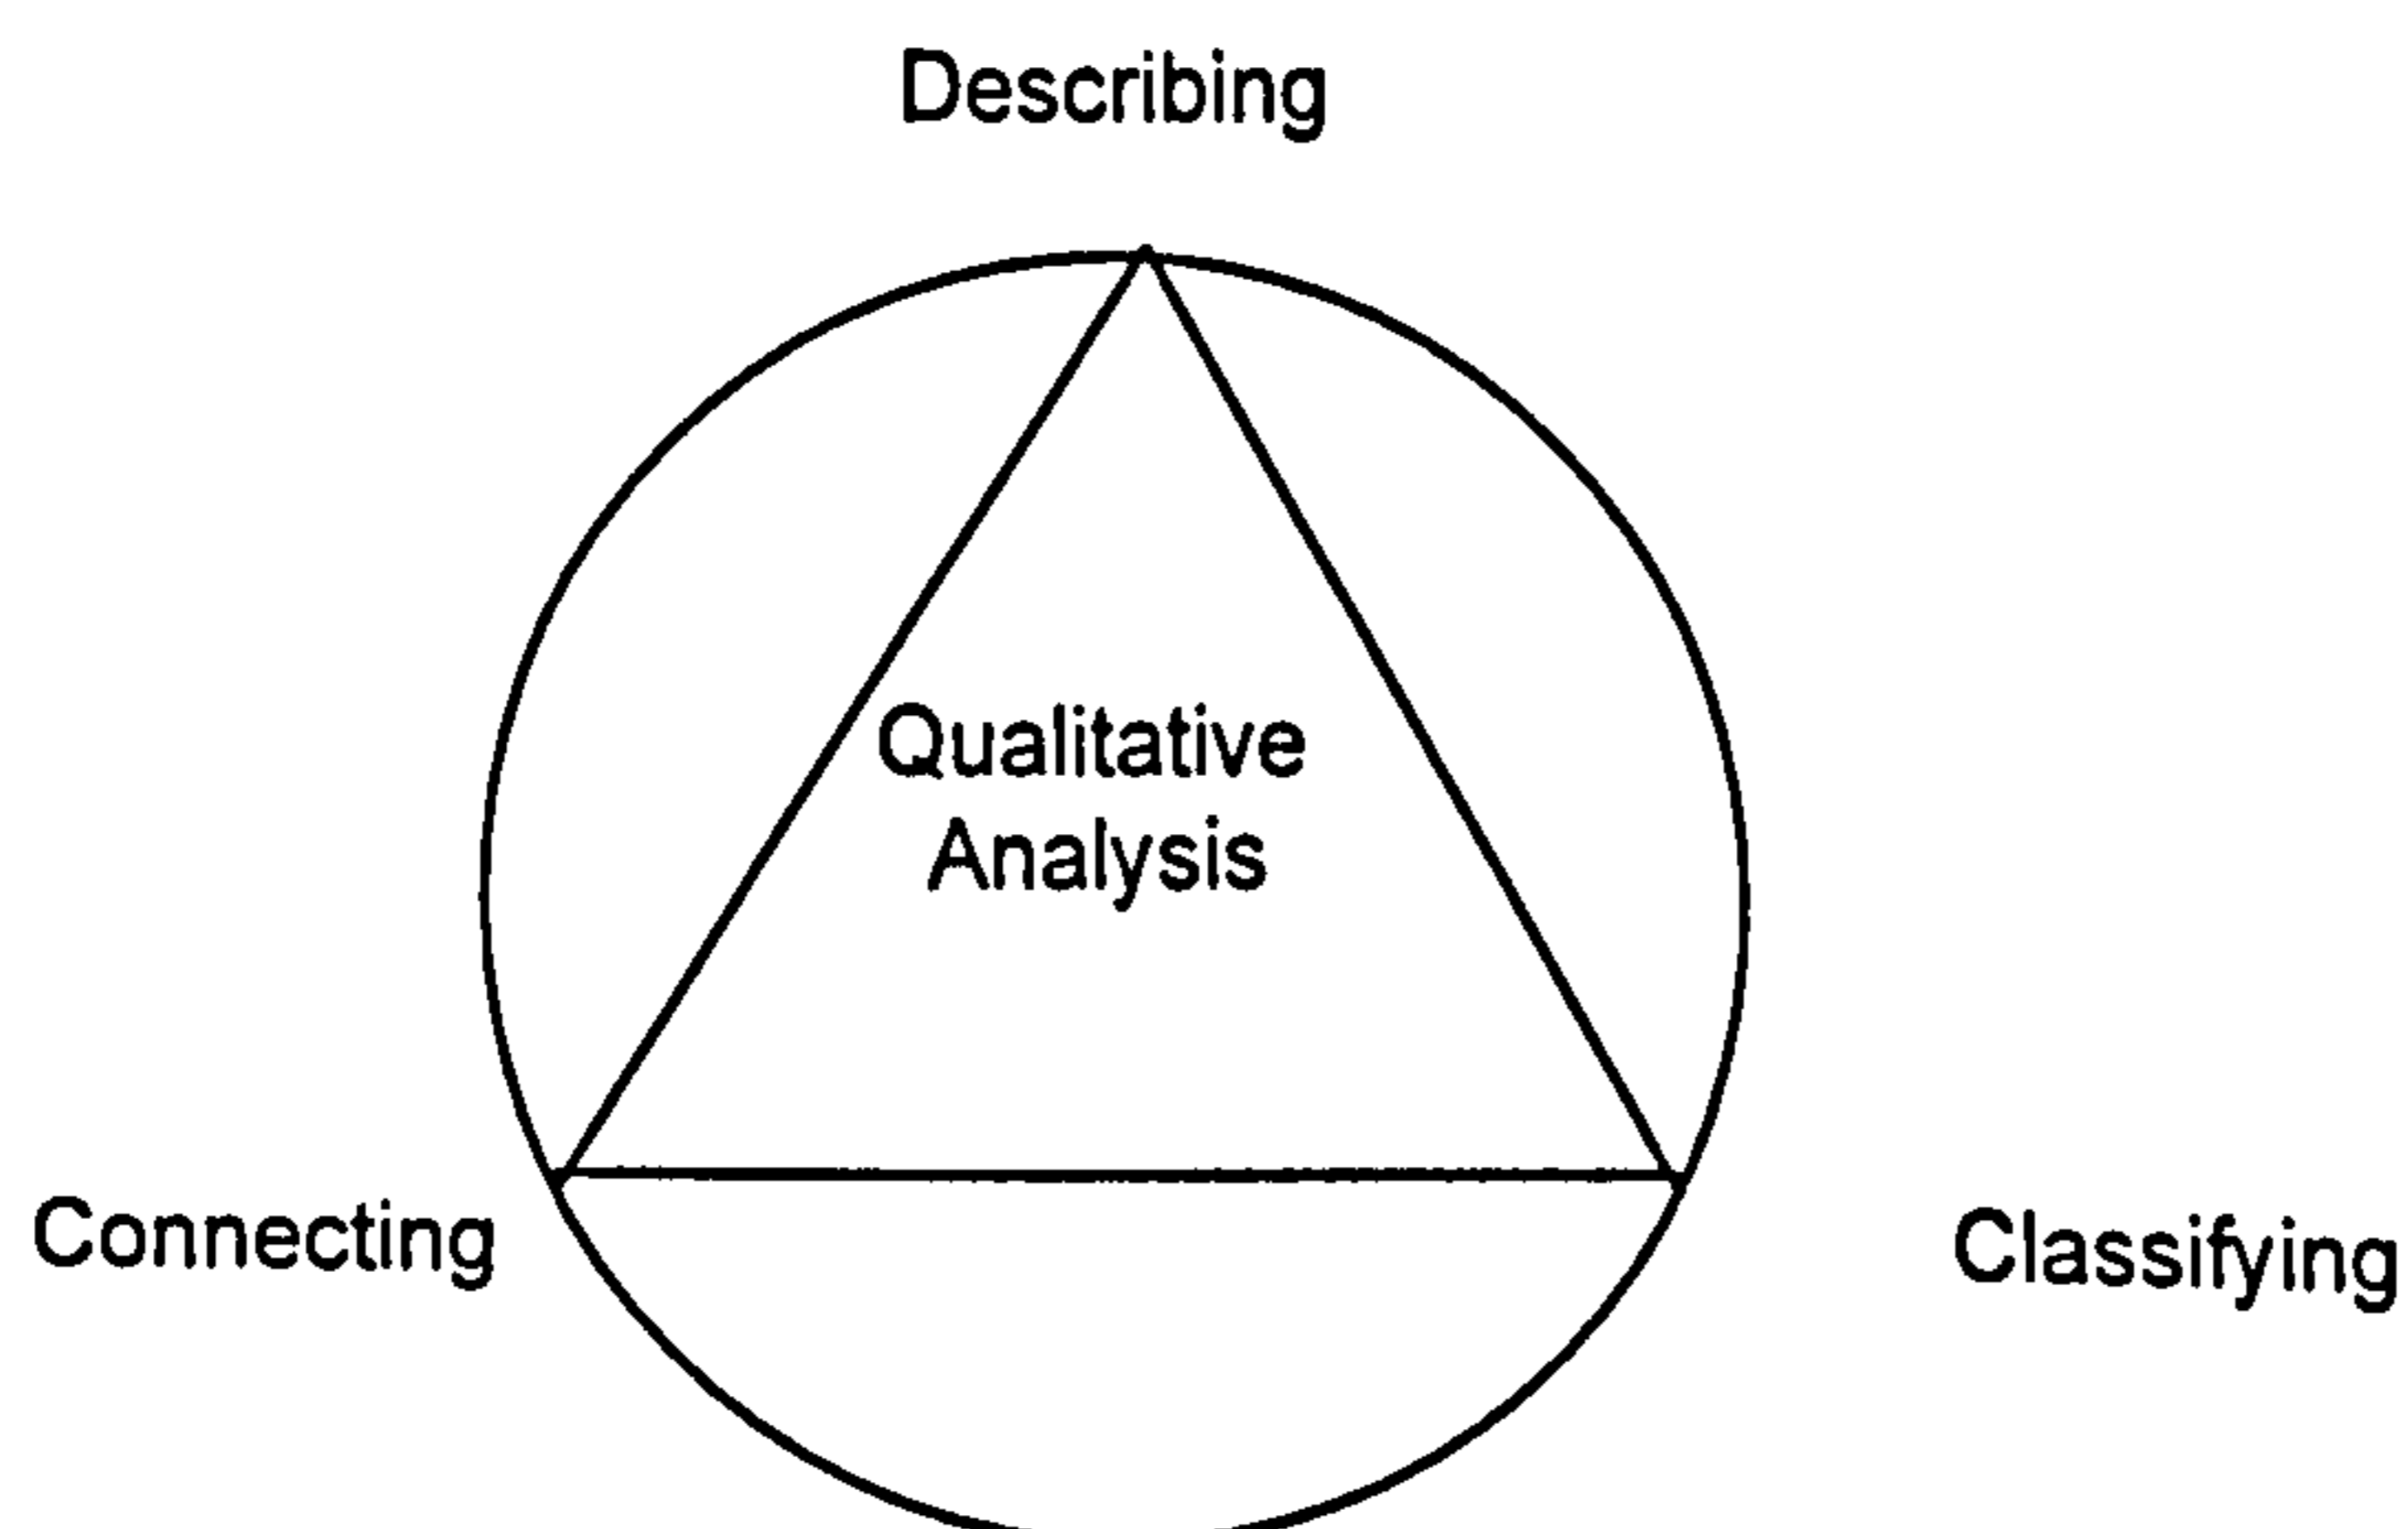 Describing
Qualitative
Analysis
Connecting
Classifying